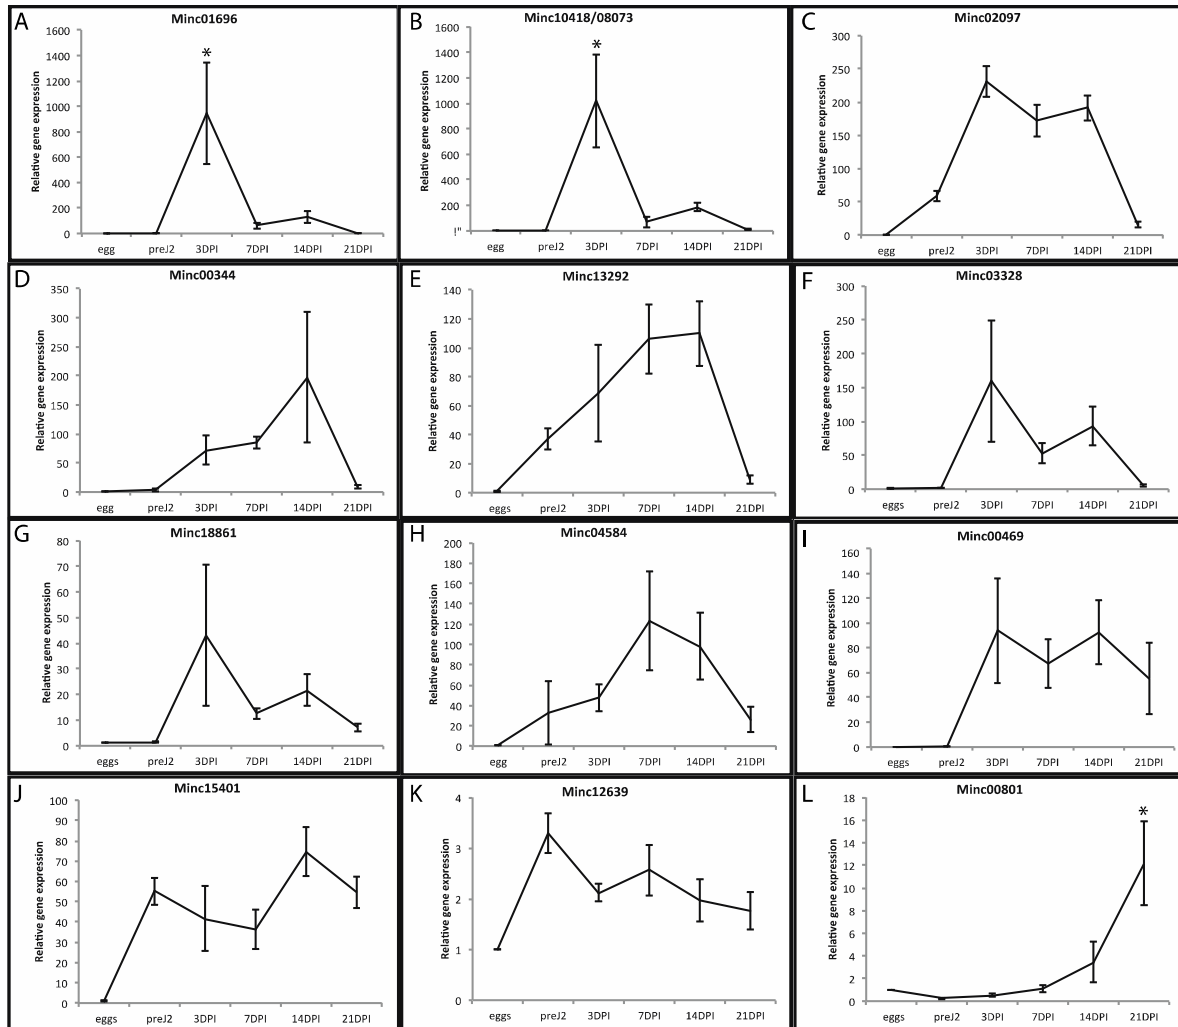 A
Minc01696
Relative gene expression
1600
1400
1200
1000
800
600
400
200
0
*
egg preJ2 3DPI 7DPI 14DPI 21DPI
B
Minc10418/08073
Relative gene expression
1600
1400
1200
1000
800
600
400
200
!"
*
egg preJ2 3DPI 7DPI 14DPI 21DPI
C
Minc02097
Relative gene expression
300
250
200
150
100
50
0
egg preJ2 3DPI 7DPI 14DPI 21DPI
D
Minc00344
Relative gene expression
350
300
250
200
150
100
50
0
egg preJ2 3DPI 7DPI 14DPI 21DPI
E
Minc13292
Relative gene expression
140
120
100
80
60
40
20
0
eggs preJ2 3DPI 7DPI 14DPI 21DPI
F
Minc03328
Relative gene expression
300
250
200
150
100
50
0
eggs preJ2 3DPI 7DPI 14DPI 21DPI
G
Minc18861
Relative gene expression
80
70
60
50
40
30
20
10
0
eggs preJ2 3DPI 7DPI 14DPI 21DPI
H
Minc04584
Relative gene expression
200
180
160
140
120
100
80
60
40
20
0
egg preJ2 3DPI 7DPI 14DPI 21DPI
I
Minc00469
Relative gene expression
160
140
120
100
80
60
40
20
0
eggs preJ2 3DPI 7DPI 14DPI 21DPI
J
Minc15401
Relative gene expression
100
90
80
70
60
50
40
30
20
10
0
eggs preJ2 3DPI 7DPI 14DPI 21DPI
K
Minc12639
Relative gene expression
4
3
2
1
0
eggs preJ2 3DPI 7DPI 14DPI 21DPI
L
Minc00801
Relative gene expression
18
16
14
12
10
8
6
4
2
0
*
eggs preJ2 3DPI 7DPI 14DPI 21DPI